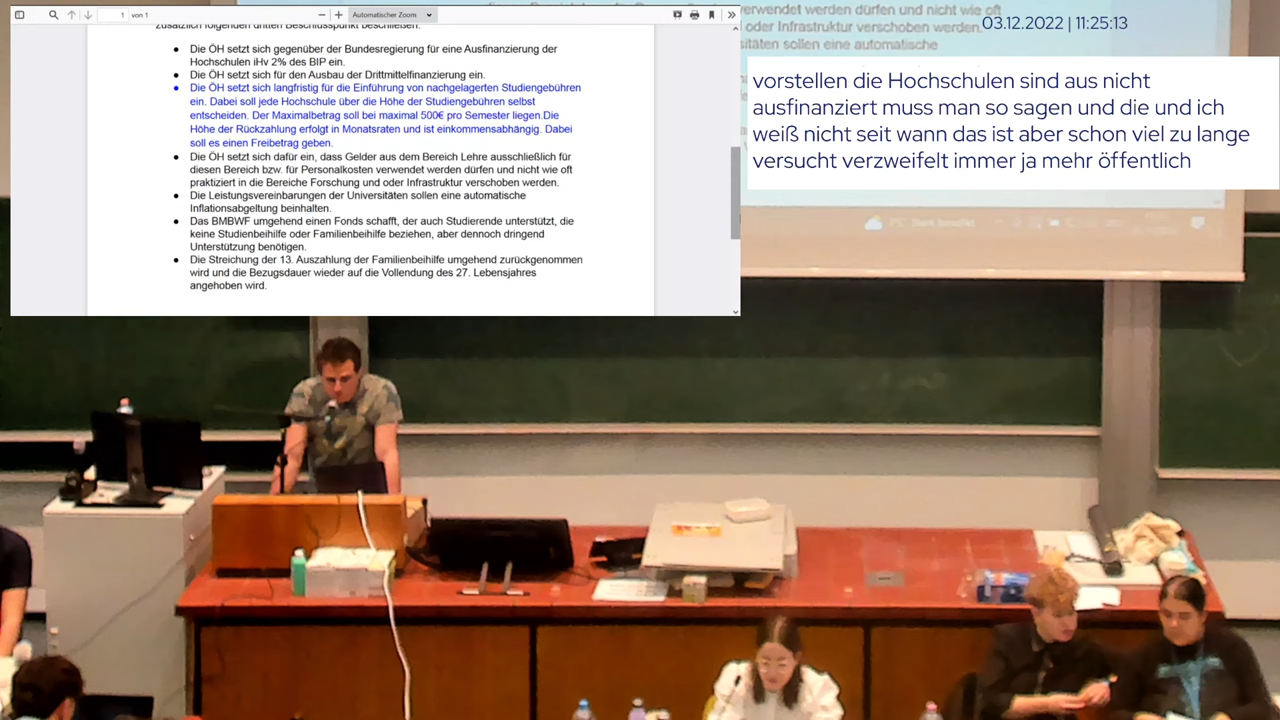 1 von 1
Automatischer Zoom
zusätzlich folgenden dritten Beschlusspunkt beschließen:
● Die ÖH setzt sich gegenüber der Bundesregierung für eine Ausfinanzierung der
Hochschulen iHv 2% des BIP ein.
● Die ÖH setzt sich für den Ausbau der Drittmittelfinanzierung ein.
● Die ÖH setzt sich langfristig für die Einführung von nachgelagerten Studiengebühren
ein. Dabei soll jede Hochschule über die Höhe der Studiengebühren selbst
entscheiden. Der Maximalbetrag soll bei maximal 500€ pro Semester liegen.Die
Höhe der Rückzahlung erfolgt in Monatsraten und ist einkommensabhängig. Dabei
soll es einen Freibetrag geben.
● Die ÖH setzt sich dafür ein, dass Gelder aus dem Bereich Lehre ausschließlich für
diesen Bereich bzw. für Personalkosten verwendet werden dürfen und nicht wie oft
praktiziert in die Bereiche Forschung und oder Infrastruktur verschoben werden.
● Die Leistungsvereinbarungen der Universitäten sollen eine automatische
Inflationsabgeltung beinhalten.
● Das BMBWF umgehend einen Fonds schafft, der auch Studierende unterstützt, die
keine Studienbeihilfe oder Familienbeihilfe beziehen, aber dennoch dringend
Unterstützung benötigen.
● Die Streichung der 13. Auszahlung der Familienbeihilfe umgehend zurückgenommen
wird und die Bezugsdauer wieder auf die Vollendung des 27. Lebensjahres
angehoben wird.
verwendet werden dürfen und nicht wie oft
oder Infrastruktur verschoben werden.
sollen eine automatische
03.12.2022 | 11:25:13
vorstellen die Hochschulen sind aus nicht
ausfinanziert muss man so sagen und die und ich
weiß nicht seit wann das ist aber schon viel zu lange
versucht verzweifelt immer ja mehr öffentlich